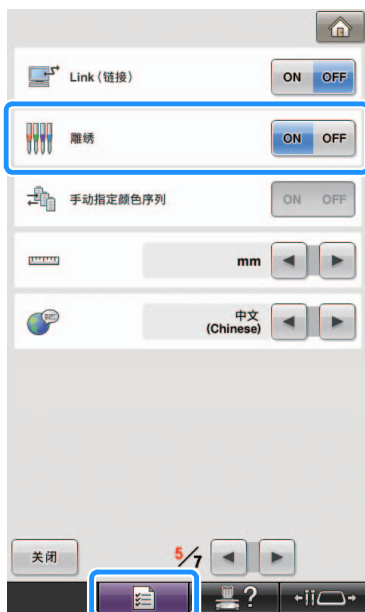 Link (链接)
ON OFF
雕绣
ON OFF
手动指定颜色序列
ON OFF
mm
中文
(Chinese)
关闭
5/7
?